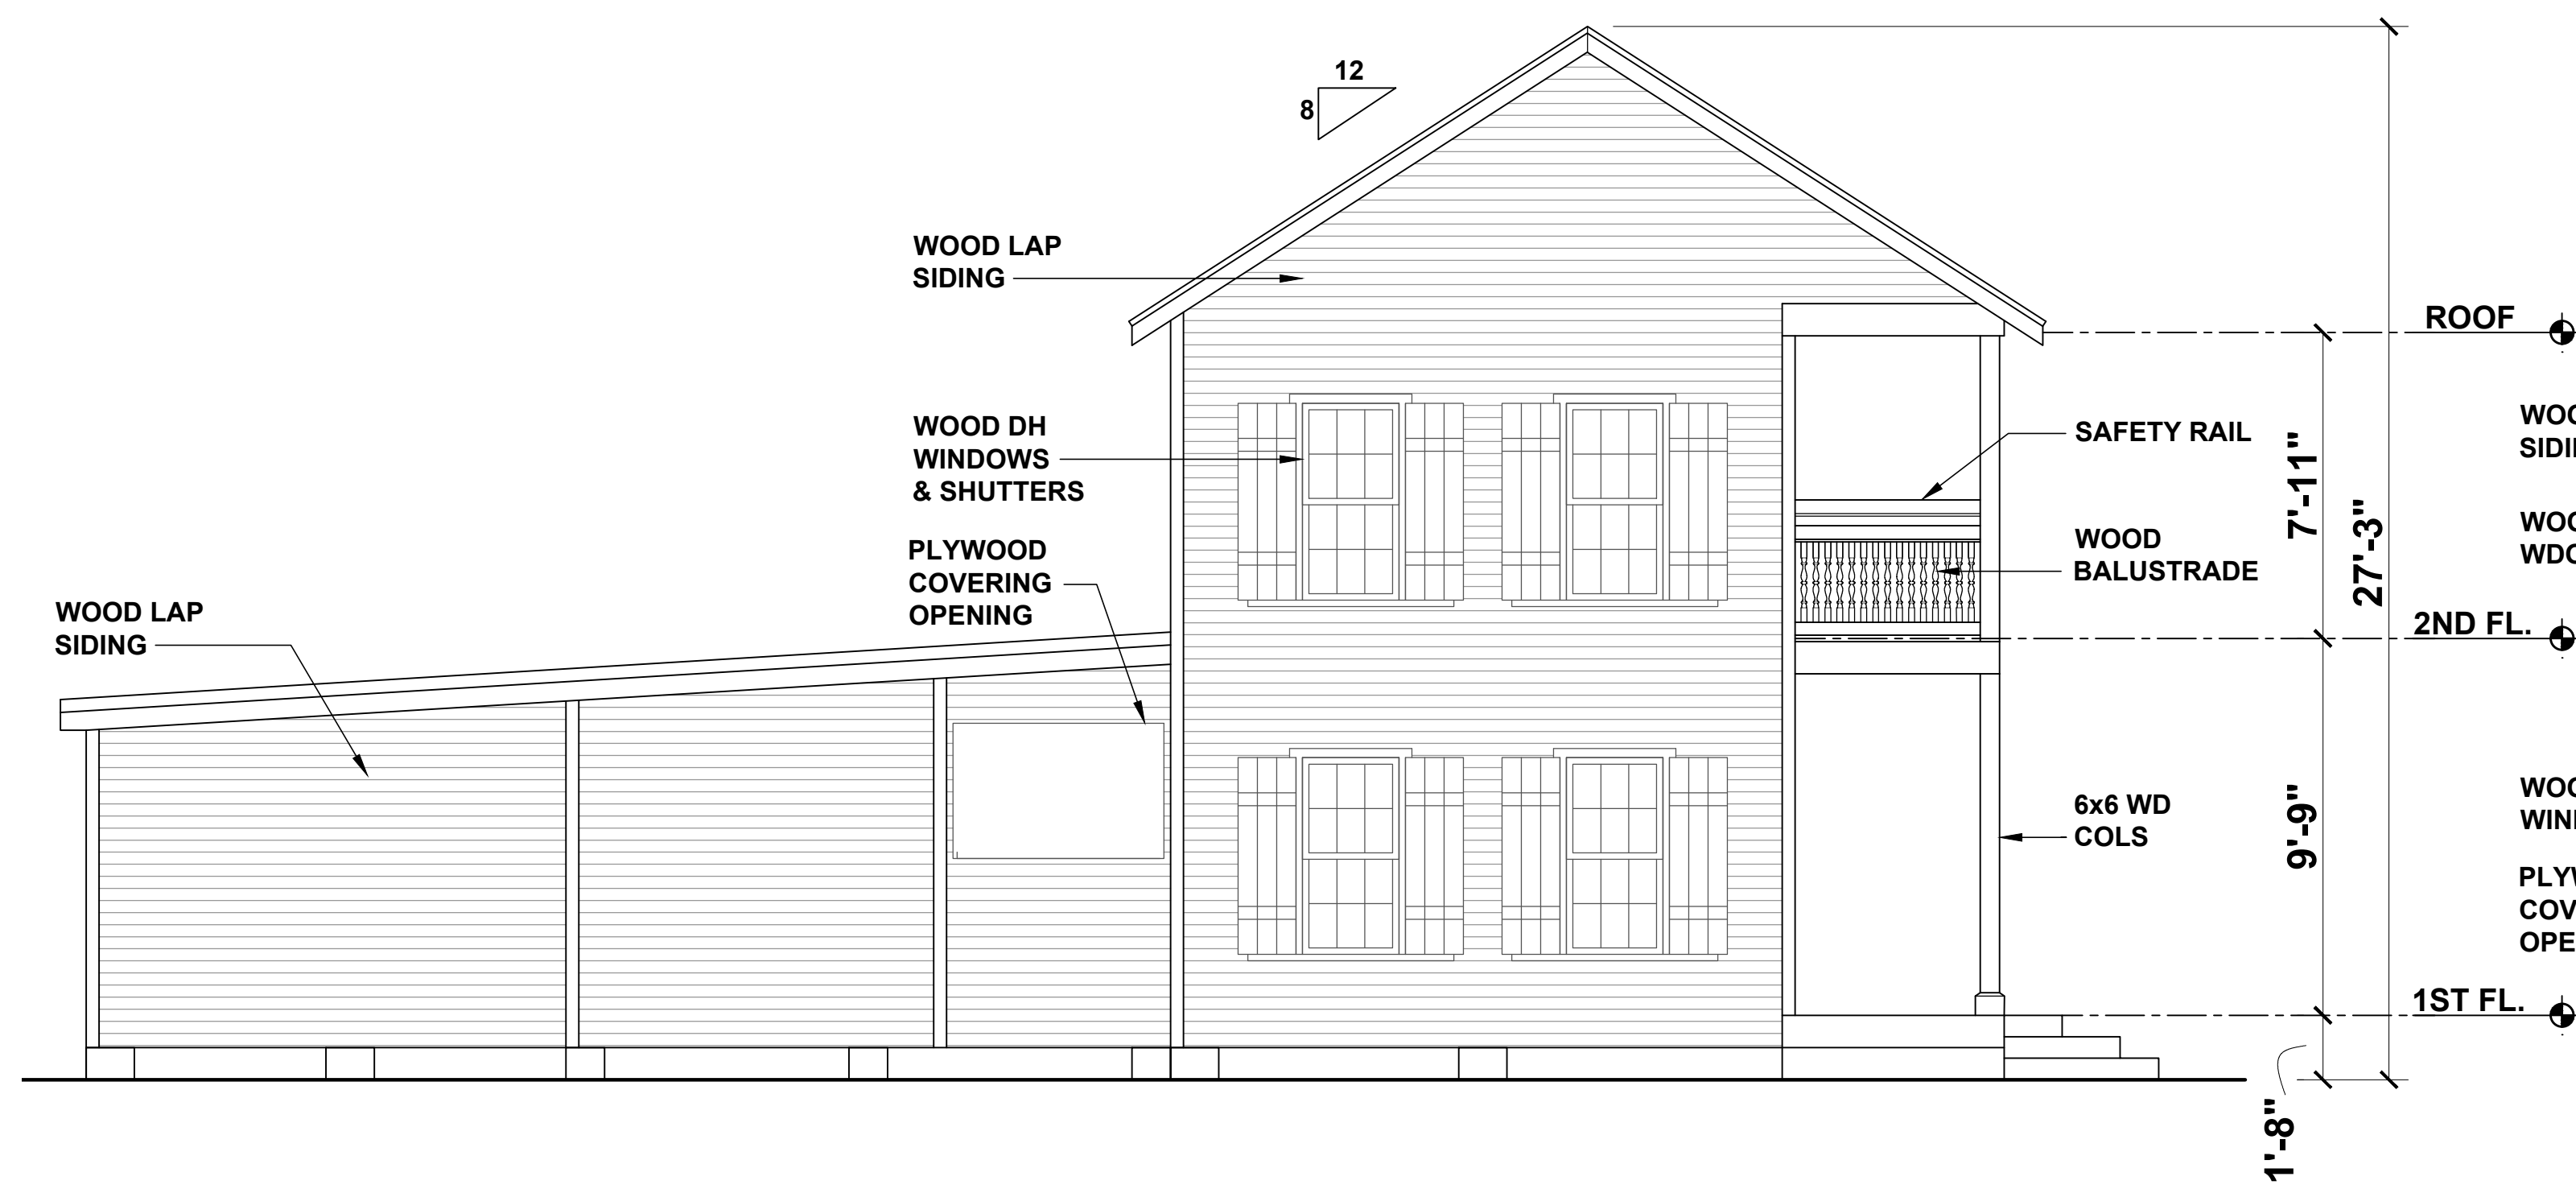 12
8
WOOD LAP
SIDING
WOOD DH
WINDOWS
& SHUTTERS
PLYWOOD
COVERING
OPENING
WOOD LAP
SIDING
SAFETY RAIL
WOOD
BALUSTRADE
6x6 WD
COLS
7'-11"
9'-9"
1'-8"
27'-3"
ROOF
2ND FL.
1ST FL.